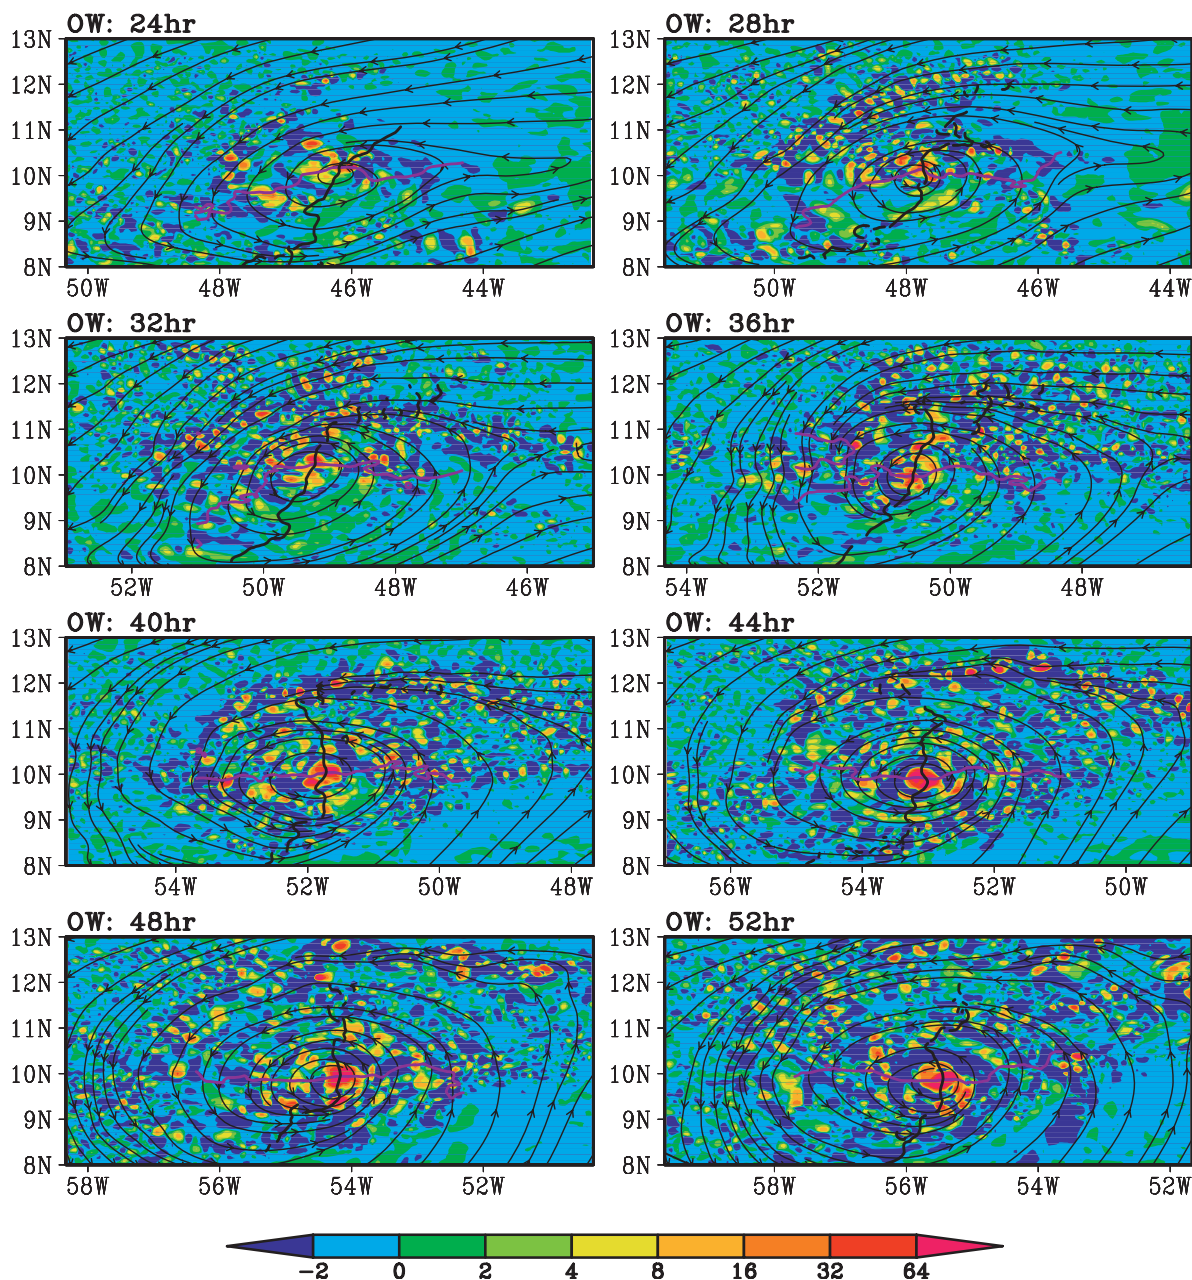 OW: 24hr OW: 28hr
13N 13N
12N 12N
11N 11N
10N 10N
9N 9N
8N 8N
50W 48W 46W 44W 50W 48W 46W 44W
OW: 32hr OW: 36hr
13N 13N
12N 12N
11N 11N
10N 10N
9N 9N
8N 8N
52W 50W 48W 46W 54W 52W 50W 48W
OW: 40hr OW: 44hr
13N 13N
12N 12N
11N 11N
10N 10N
9N 9N
8N 8N
54W 52W 50W 48W 56W 54W 52W 50W
OW: 48hr OW: 52hr
13N 13N
12N 12N
11N 11N
10N 10N
9N 9N
8N 8N
58W 56W 54W 52W 58W 56W 54W 52W
−2 0 2 4 8 16 32 64